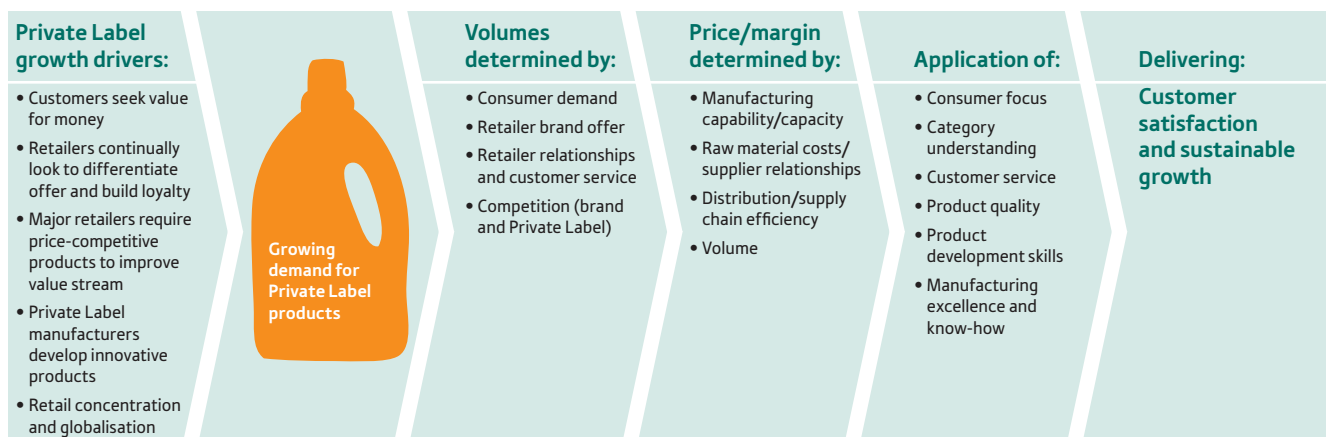 Private Label
growth drivers:
• Customers seek value
for money
• Retailers continually
look to differentiate
offer and build loyalty
• Major retailers require
price-competitive
products to improve
value stream
• Private Label
manufacturers
develop innovative
products
• Retail concentration
and globalisation
Growing
demand for
Private Label
products
Volumes
determined by:
• Consumer demand
• Retailer brand offer
• Retailer relationships
and customer service
• Competition (brand
and Private Label)
Price/margin
determined by:
• Manufacturing
capability/capacity
• Raw material costs/
supplier relationships
• Distribution/supply
chain efficiency
• Volume
Application of:
• Consumer focus
• Category
understanding
• Customer service
• Product quality
• Product
development skills
• Manufacturing
excellence and
know-how
Delivering:
Customer
satisfaction
and sustainable
growth